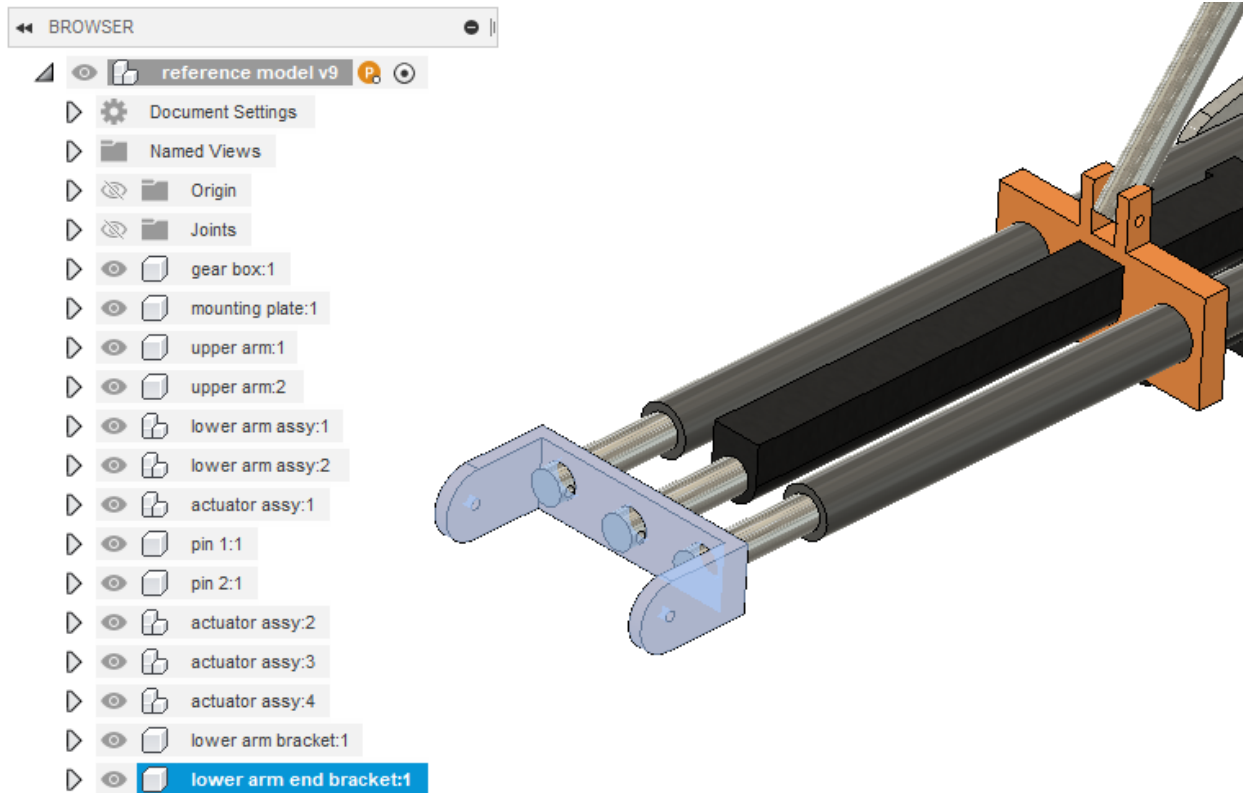 BROWSER
reference model v9 P
Document Settings
Named Views
Origin
Joints
gear box:1
mounting plate:1
upper arm:1
upper arm:2
lower arm assy:1
lower arm assy:2
actuator assy:1
pin 1:1
pin 2:1
actuator assy:2
actuator assy:3
actuator assy:4
lower arm bracket:1
lower arm end bracket:1